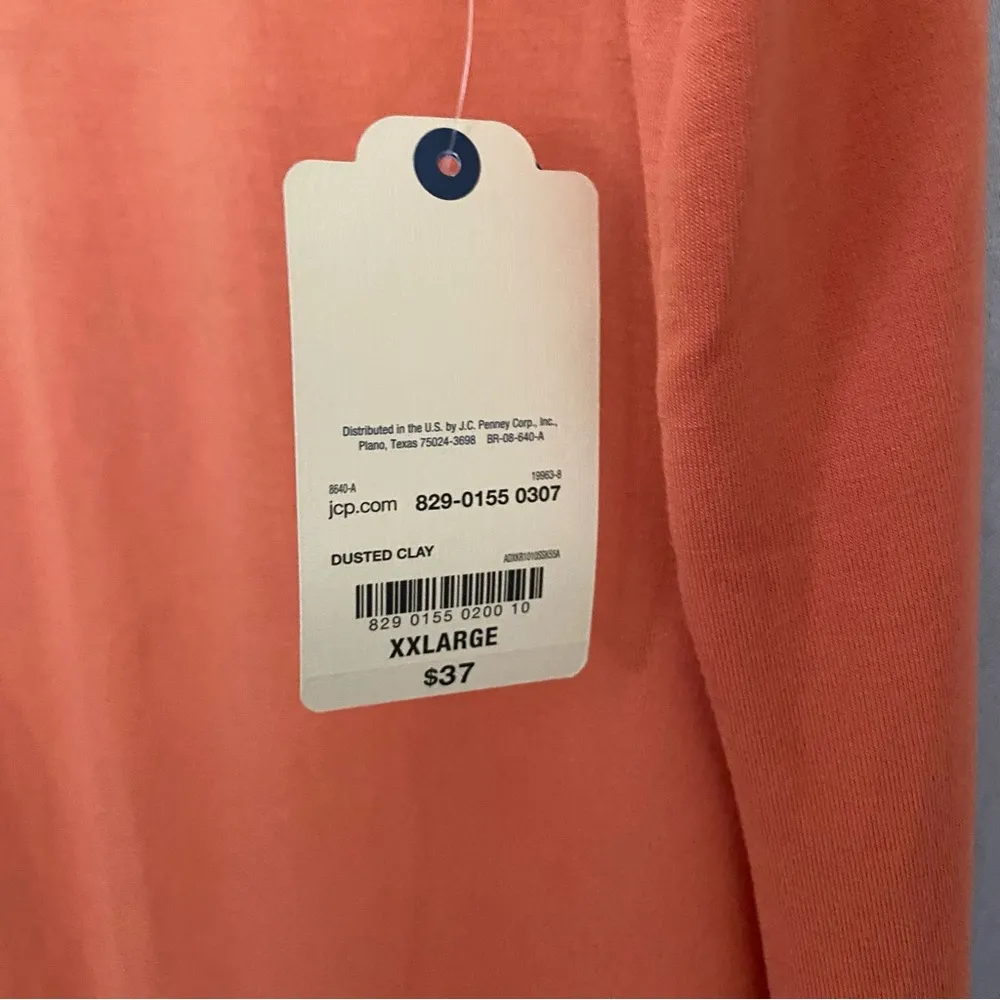 Distributed in the U.S. by J.C. Penney Corp., Inc.,
Plano, Texas 75024-3698 BR-08-640-A
8640-A 19963-8
jcp.com 829-0155 0307
DUSTED CLAY
829 0155 0200 10
XXLARGE
$37